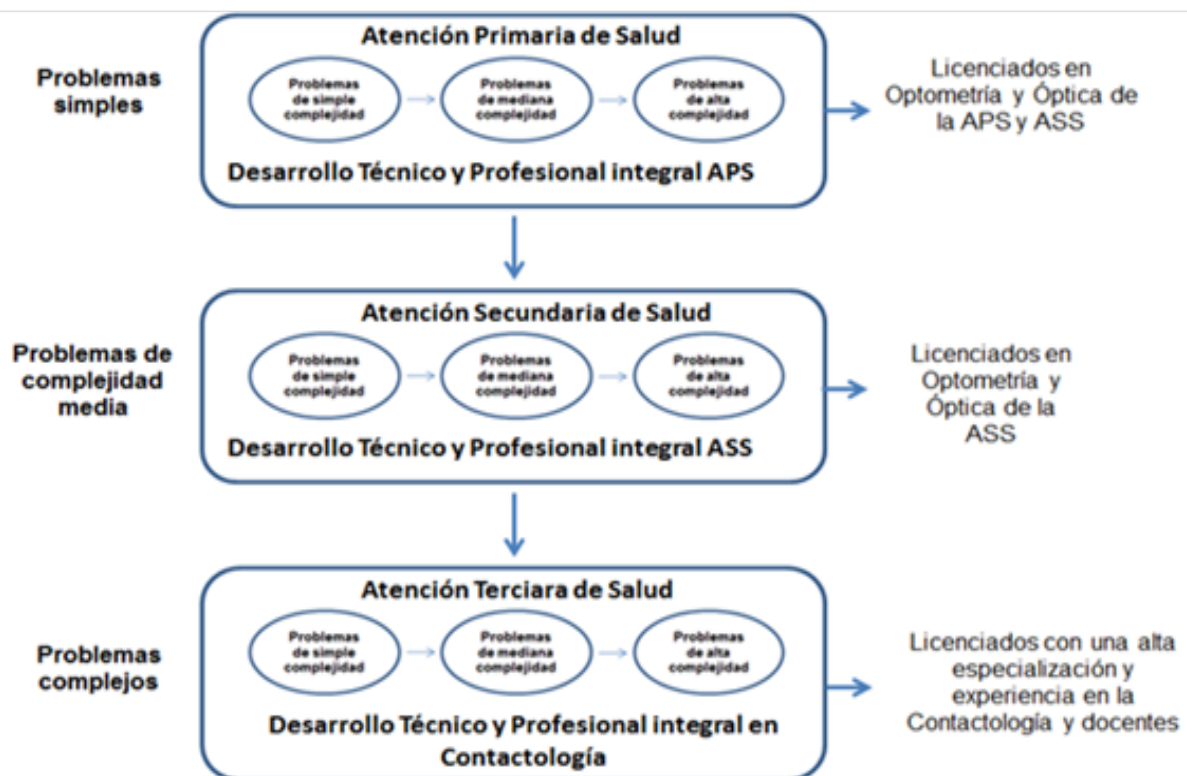 Atención Primaria de Salud
Problemas
simples
Problemas
de simple
complejidad
Problemas
de mediana
complejidad
Problemas
de alta
complejidad
Licenciados en
Optometría y Óptica de
la APS y ASS
Desarrollo Técnico y Profesional integral APS
Atención Secundaria de Salud
Problemas de
complejidad
media
Problemas
de simple
complejidad
Problemas
de mediana
complejidad
Problemas
de alta
complejidad
Licenciados en
Optometría y
Óptica de la
ASS
Desarrollo Técnico y Profesional integral ASS
Atención Terciara de Salud
Problemas
complejos
Problemas
de simple
complejidad
Problemas
de mediana
complejidad
Problemas
de alta
complejidad
Licenciados con una alta
especialización y
experiencia en la
Contactología y docentes
Desarrollo Técnico y Profesional integral en
Contactología